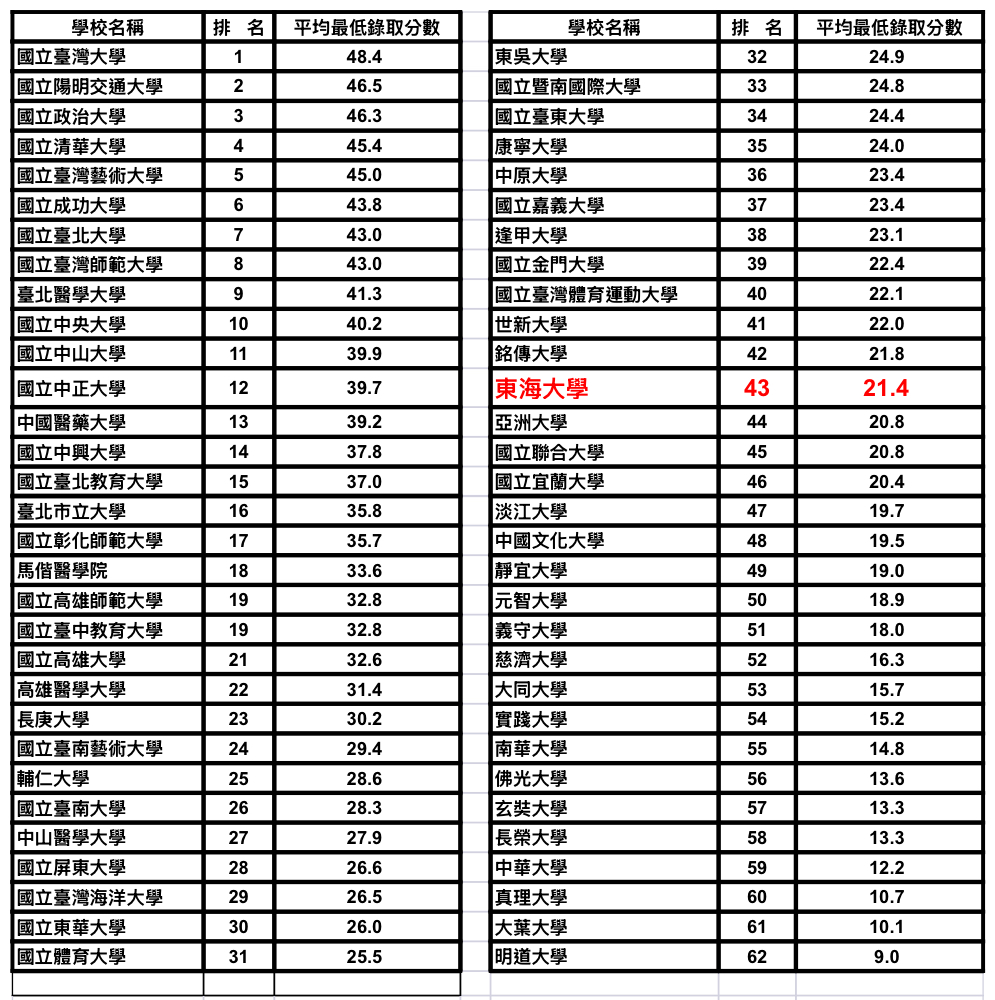 學校名稱 排 名 平均最低錄取分數
國立臺灣大學 1 48.4
國立陽明交通大學 2 46.5
國立政治大學 3 46.3
國立清華大學 4 45.4
國立臺灣藝術大學 5 45.0
國立成功大學 6 43.8
國立臺北大學 7 43.0
國立臺灣師範大學 8 43.0
臺北醫學大學 9 41.3
國立中央大學 10 40.2
國立中山大學 11 39.9
國立中正大學 12 39.7
中國醫藥大學 13 39.2
國立中興大學 14 37.8
國立臺北教育大學 15 37.0
臺北市立大學 16 35.8
國立彰化師範大學 17 35.7
馬偕醫學院 18 33.6
國立高雄師範大學 19 32.8
國立臺中教育大學 19 32.8
國立高雄大學 21 32.6
高雄醫學大學 22 31.4
長庚大學 23 30.2
國立臺南藝術大學 24 29.4
輔仁大學 25 28.6
國立臺南大學 26 28.3
中山醫學大學 27 27.9
國立屏東大學 28 26.6
國立臺灣海洋大學 29 26.5
國立東華大學 30 26.0
國立體育大學 31 25.5
學校名稱 排 名 平均最低錄取分數
東吳大學 32 24.9
國立暨南國際大學 33 24.8
國立臺東大學 34 24.4
康寧大學 35 24.0
中原大學 36 23.4
國立嘉義大學 37 23.4
逢甲大學 38 23.1
國立金門大學 39 22.4
國立臺灣體育運動大學 40 22.1
世新大學 41 22.0
銘傳大學 42 21.8
東海大學 43 21.4
亞洲大學 44 20.8
國立聯合大學 45 20.8
國立宜蘭大學 46 20.4
淡江大學 47 19.7
中國文化大學 48 19.5
靜宜大學 49 19.0
元智大學 50 18.9
義守大學 51 18.0
慈濟大學 52 16.3
大同大學 53 15.7
實踐大學 54 15.2
南華大學 55 14.8
佛光大學 56 13.6
玄奘大學 57 13.3
長榮大學 58 13.3
中華大學 59 12.2
真理大學 60 10.7
大葉大學 61 10.1
明道大學 62 9.0